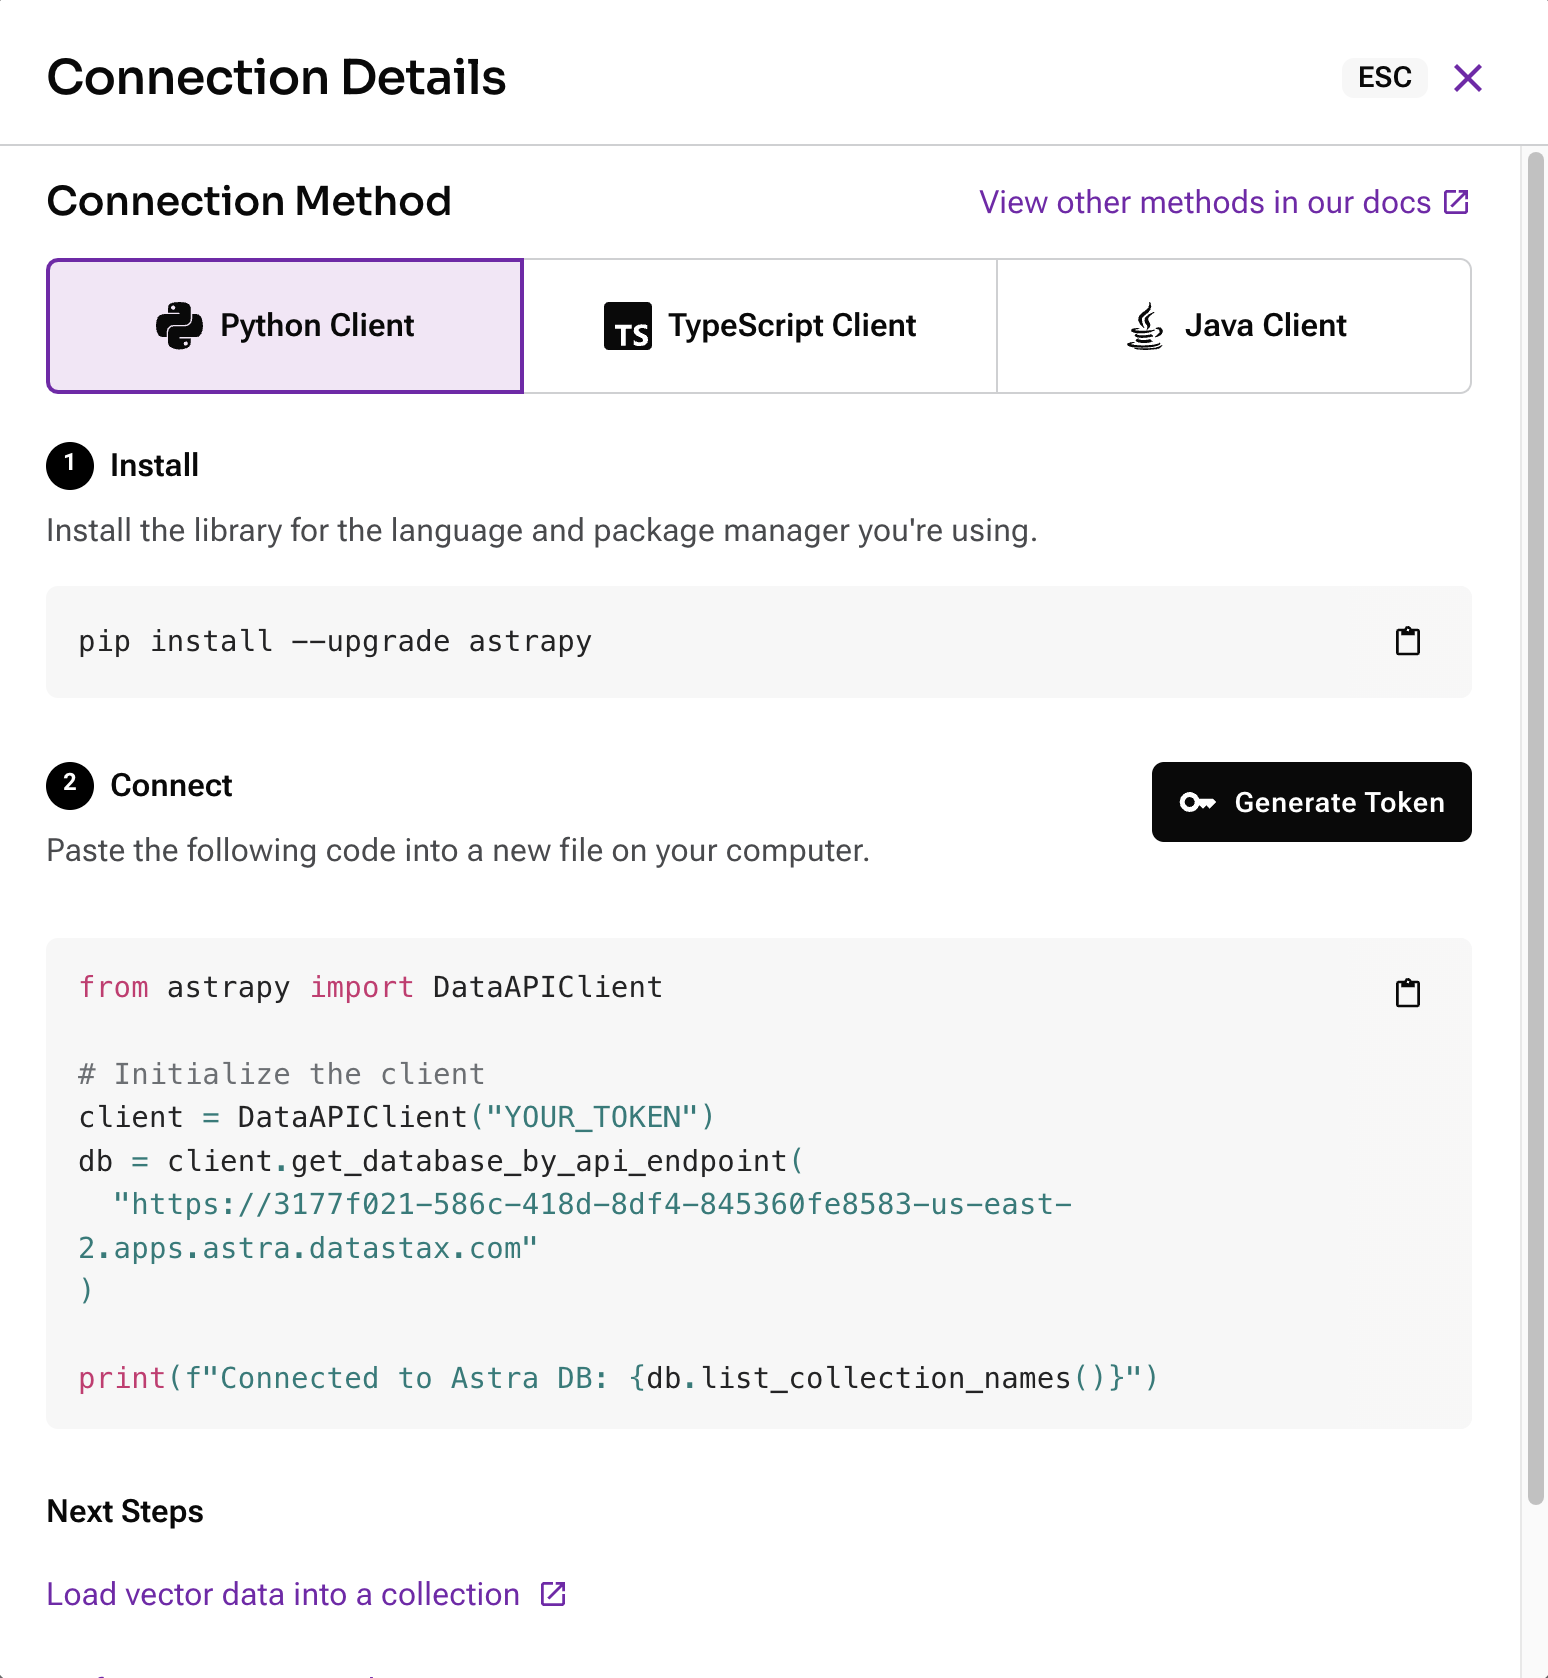 Connection Details
ESC
Connection Method
View other methods in our docs
Python Client
TS TypeScript Client
Java Client
1 Install
Install the library for the language and package manager you're using.
pip install --upgrade astrapy
2 Connect
Generate Token
Paste the following code into a new file on your computer.
from astrapy import DataAPIClient
# Initialize the client
client = DataAPIClient("YOUR_TOKEN")
db = client.get_database_by_api_endpoint(
  "https://3177f021-586c-418d-8df4-845360fe8583-us-east-
2.apps.astra.datastax.com"
)
print(f"Connected to Astra DB: {db.list_collection_names()}")
Next Steps
Load vector data into a collection